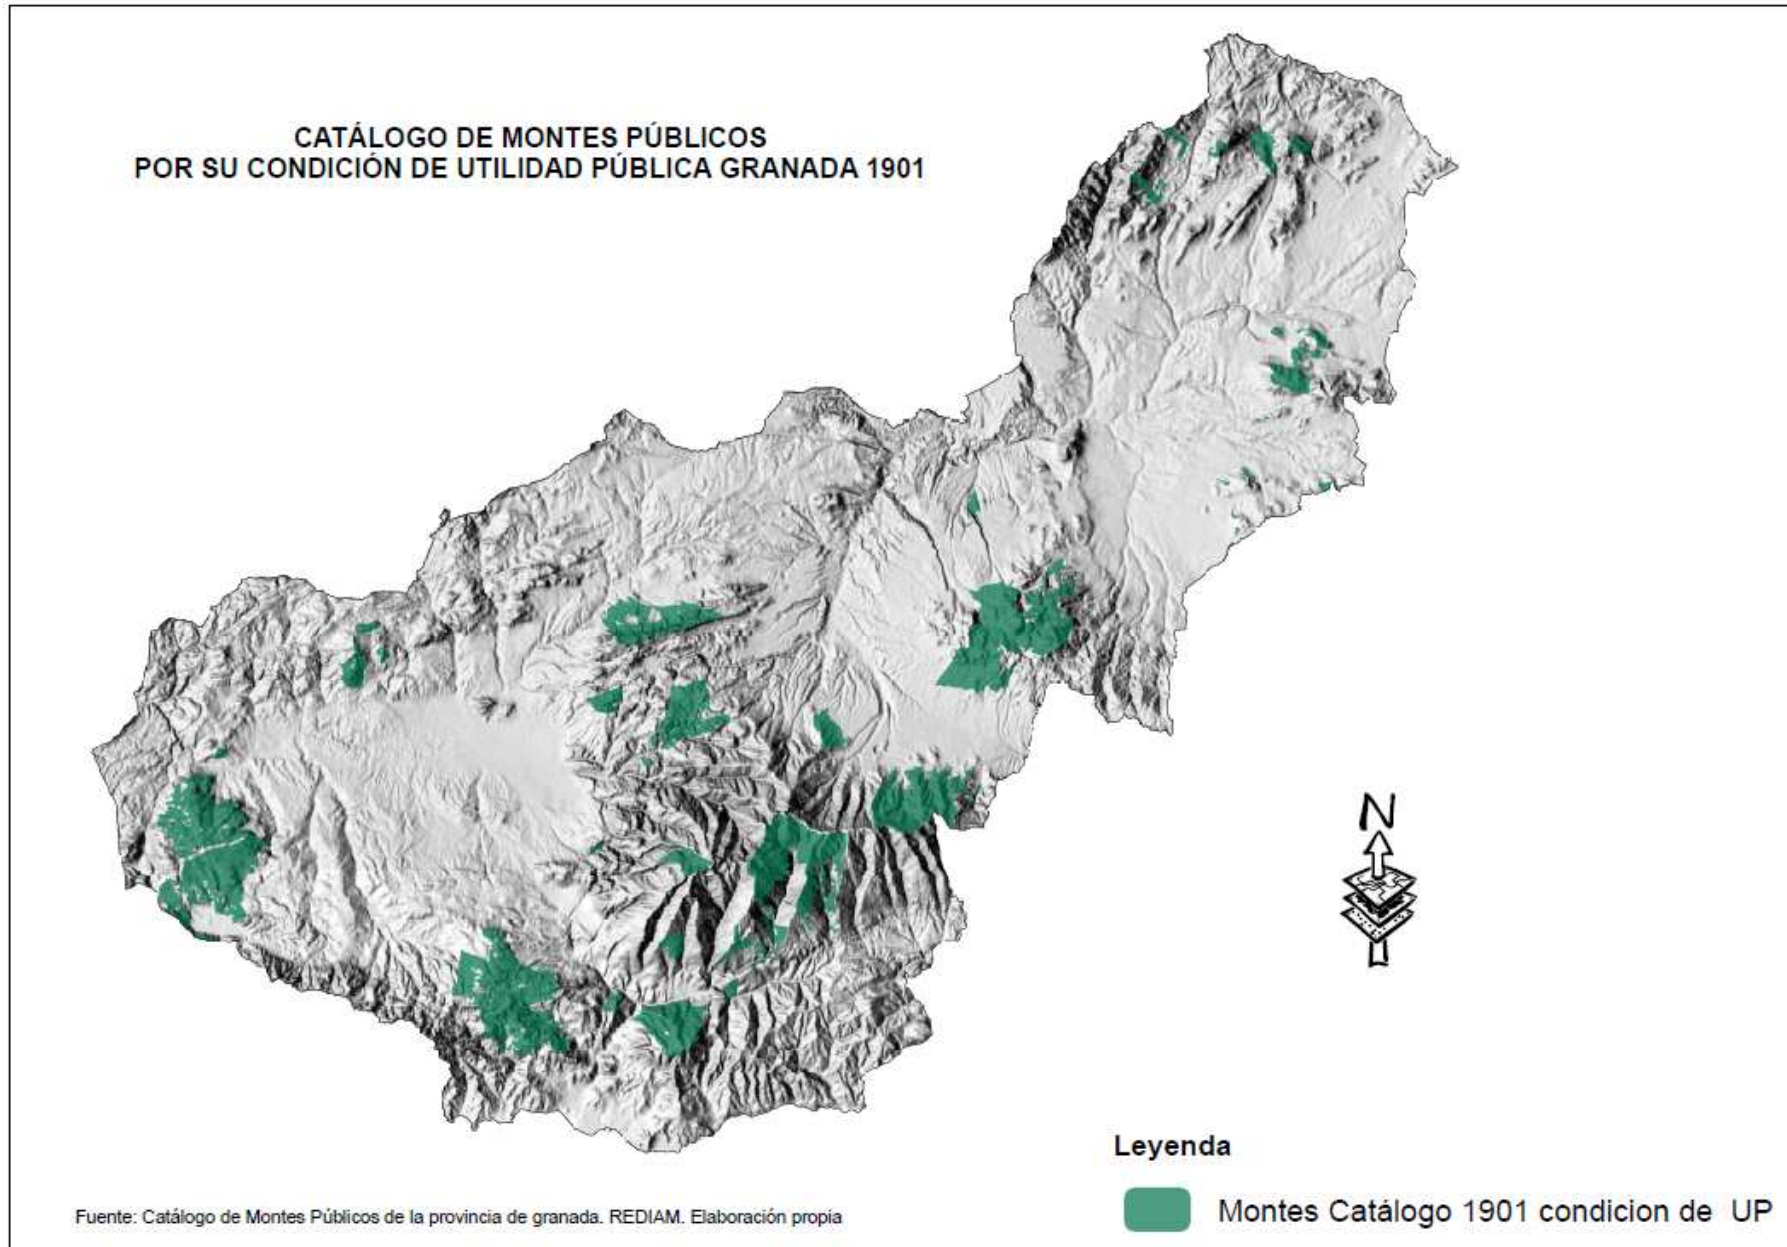 CATÁLOGO DE MONTES PÚBLICOS
POR SU CONDICIÓN DE UTILIDAD PÚBLICA GRANADA 1901
N
Leyenda
Montes Catálogo 1901 condicion de UP
Fuente: Catálogo de Montes Públicos de la provincia de granada. REDIAM. Elaboración propia